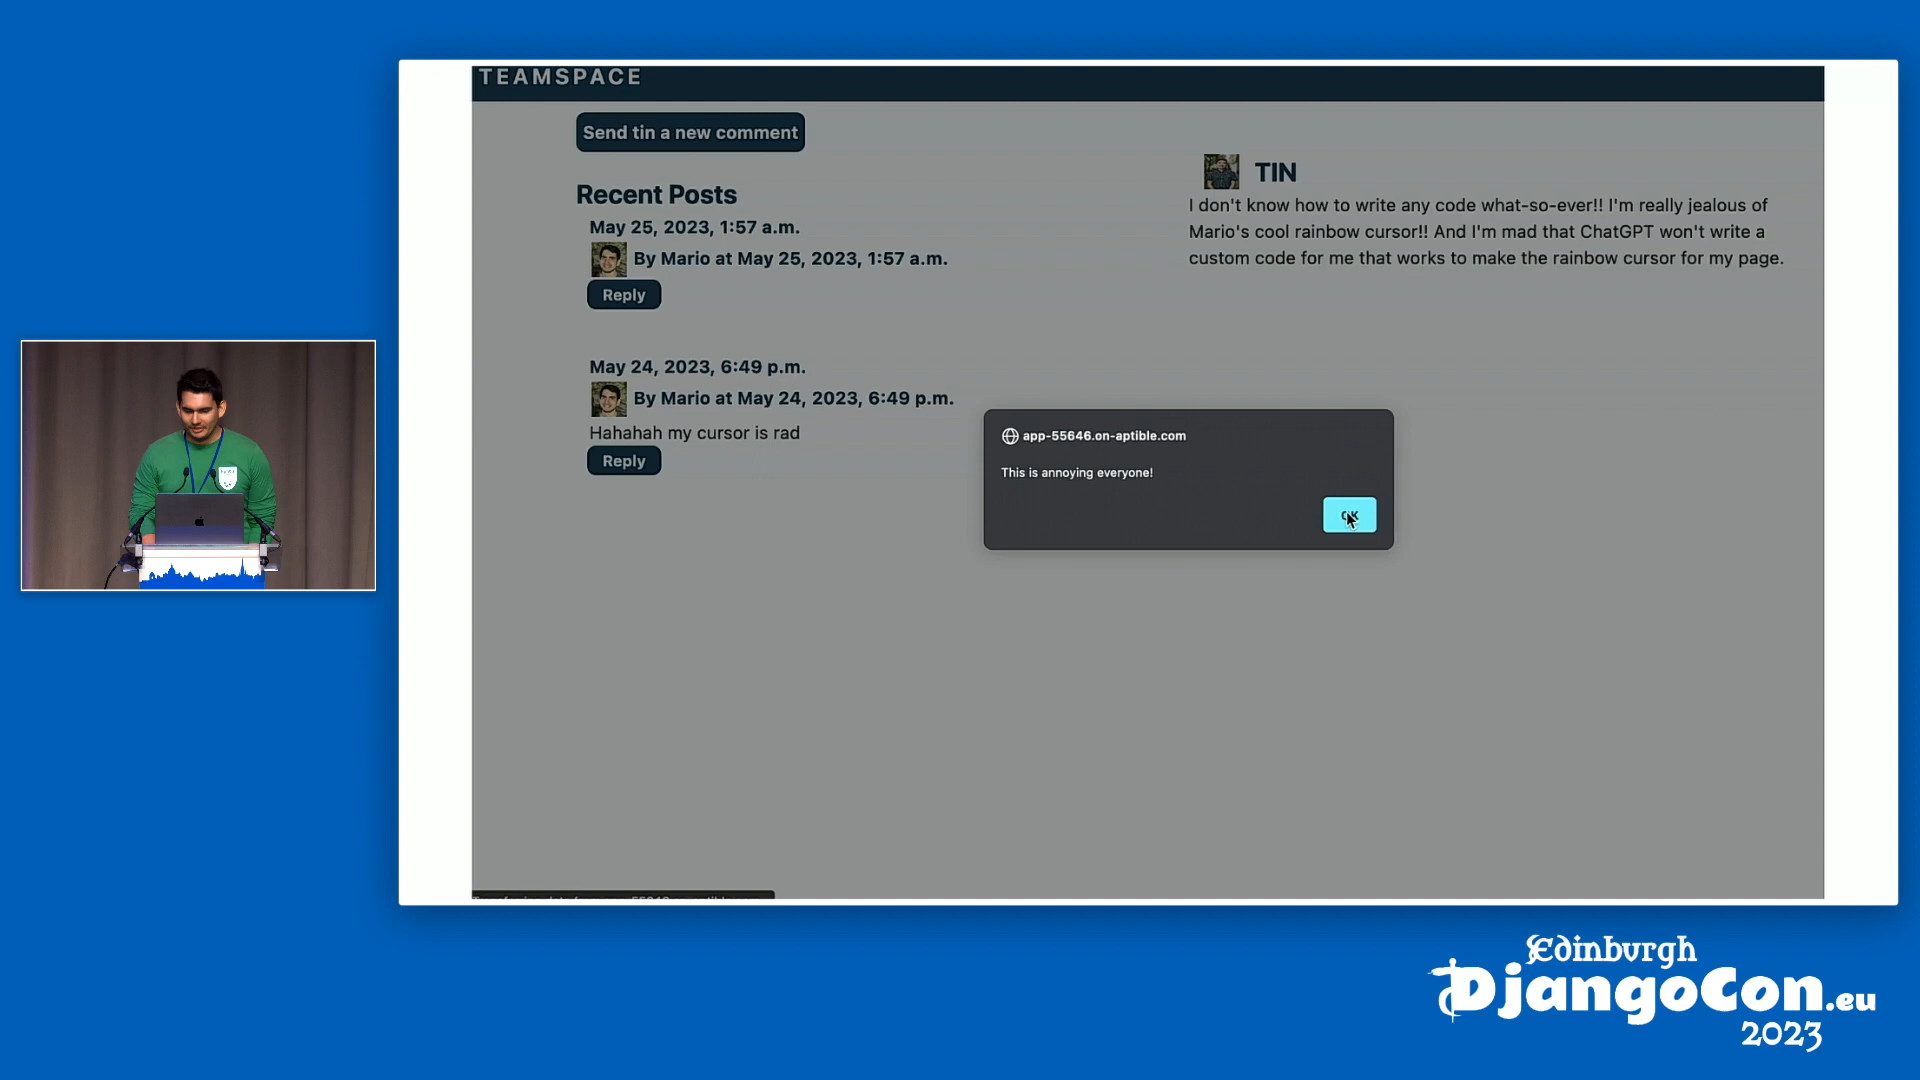 TEAMSPACE
Send tin a new comment
Recent Posts
May 25, 2023, 1:57 a.m.
By Mario at May 25, 2023, 1:57 a.m.
Reply
May 24, 2023, 6:49 p.m.
By Mario at May 24, 2023, 6:49 p.m.
Hahahah my cursor is rad
Reply
TIN
I don't know how to write any code what-so-ever!! I'm really jealous of
Mario's cool rainbow cursor!! And I'm mad that ChatGPT won't write a
custom code for me that works to make the rainbow cursor for my page.
app-55646.on-aptible.com
This is annoying everyone!
OK
Edinburgh
DjangoCon.eu
2023